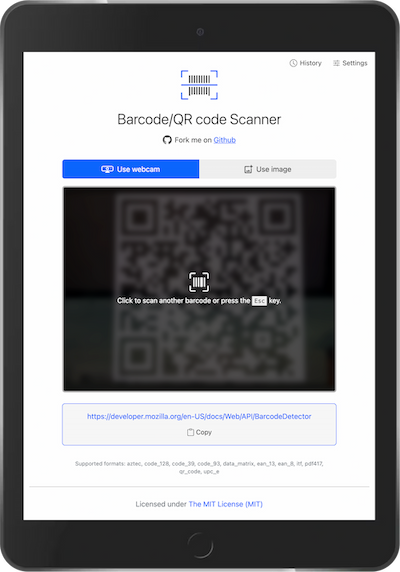 History Settings
Barcode/QR code Scanner
Fork me on Github
Use webcam Use image
Click to scan another barcode or press the Esc key.
https://developer.mozilla.org/en-US/docs/Web/API/BarcodeDetector
Copy
Supported formats: aztec, code_128, code_39, code_93, data_matrix, ean_13, ean_8, itf, pdf417,
qr_code, upc_e
Licensed under The MIT License (MIT)